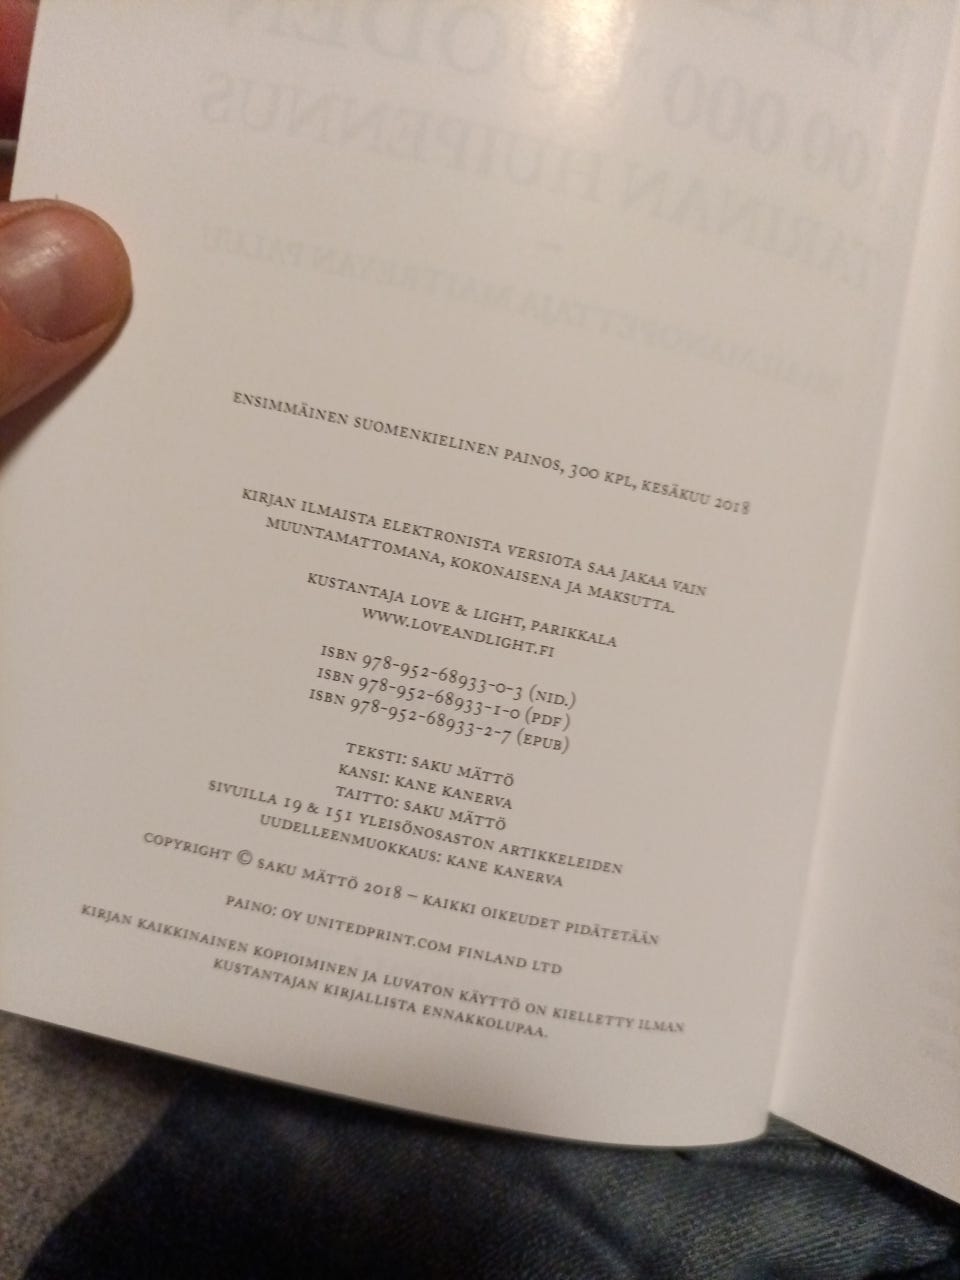 ENSIMMÄINEN SUOMENKIELINEN PAINOS, 300 KPL, KESÄKUU 2018
KIRJAN ILMAISTA ELEKTRONISTA VERSIOTA SAA JAKAA VAIN
MUUNTAMATTOMANA, KOKONAISENA JA MAKSUTTA.
KUSTANTAJA LOVE & LIGHT, PARIKKALA
WWW.LOVEANDLIGHT.FI
ISBN 978-952-68933-0-3 (NID.)
ISBN 978-952-68933-1-0 (PDF)
ISBN 978-952-68933-2-7 (EPUB)
TEKSTI: SAKU MÄTTÖ
KANSI: KANE KANERVA
TAITTO: SAKU MÄTTÖ
SIVUILLA 19 & 151 YLEISÖNOSASTON ARTIKKELEIDEN
UUDELLEENMUOKKAUS: KANE KANERVA
COPYRIGHT © SAKU MÄTTÖ 2018 – KAIKKI OIKEUDET PIDÄTETÄÄN
PAINO: OY UNITEDPRINT.COM FINLAND LTD
KIRJAN KAIKKINAINEN KOPIOIMINEN JA LUVATON KÄYTTÖ ON KIELLETTY ILMAN
KUSTANTAJAN KIRJALLISTA ENNAKKOLUPAA.